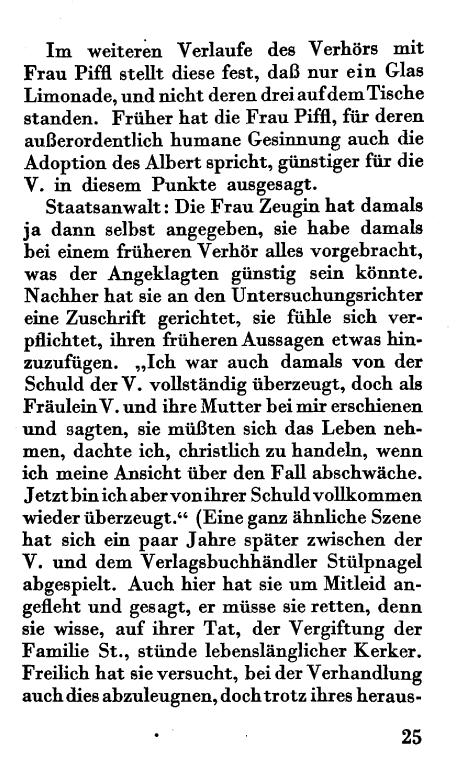 Im weiteren Verlaufe des Verhörs mit
Frau Piffl stellt diese fest, daß nur ein Glas
Limonade, und nicht deren drei auf dem Tische
standen. Früher hat die Frau Piffl, für deren
außerordentlich humane Gesinnung auch die
Adoption des Albert spricht, günstiger für die
V. in diesem Punkte ausgesagt.
Staatsanwalt: Die Frau Zeugin hat damals
ja dann selbst angegeben, sie habe damals
bei einem früheren Verhör alles vorgebracht,
was der Angeklagten günstig sein könnte.
Nachher hat sie an den Untersuchungsrichter
eine Zuschrift gerichtet, sie fühle sich ver-
pflichtet, ihren früheren Aussagen etwas hin-
zuzufügen. „Ich war auch damals von der
Schuld der V. vollständig überzeugt, doch als
Fräulein V. und ihre Mutter bei mir erschienen
und sagten, sie müßten sich das Leben neh-
men, dachte ich, christlich zu handeln, wenn
ich meine Ansicht über den Fall abschwäche.
Jetzt bin ich aber von ihrer Schuld vollkommen
wieder überzeugt.“ (Eine ganz ähnliche Szene
hat sich ein paar Jahre später zwischen der
V. und dem Verlagsbuchhändler Stülpnagel
abgespielt. Auch hier hat sie um Mitleid an-
gefleht und gesagt, er müsse sie retten, denn
sie wisse, auf ihrer Tat, der Vergiftung der
Familie St., stünde lebenslänglicher Kerker.
Freilich hat sie versucht, bei der Verhandlung
auch dies abzuleugnen, doch trotz ihres heraus-
25